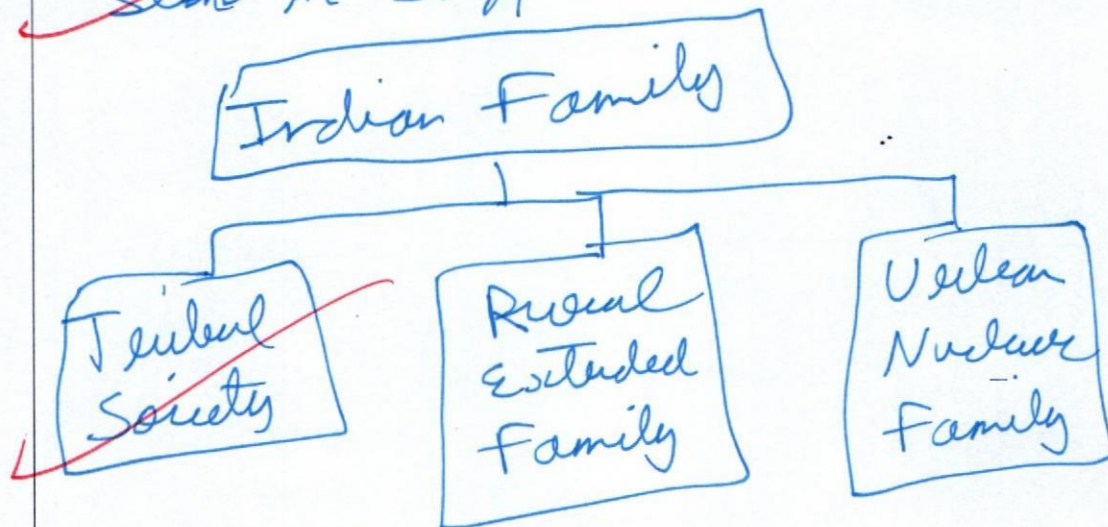 Indian Family
Tribal
Society
Rural
Extended
Family
Urban
Nuclear
Family